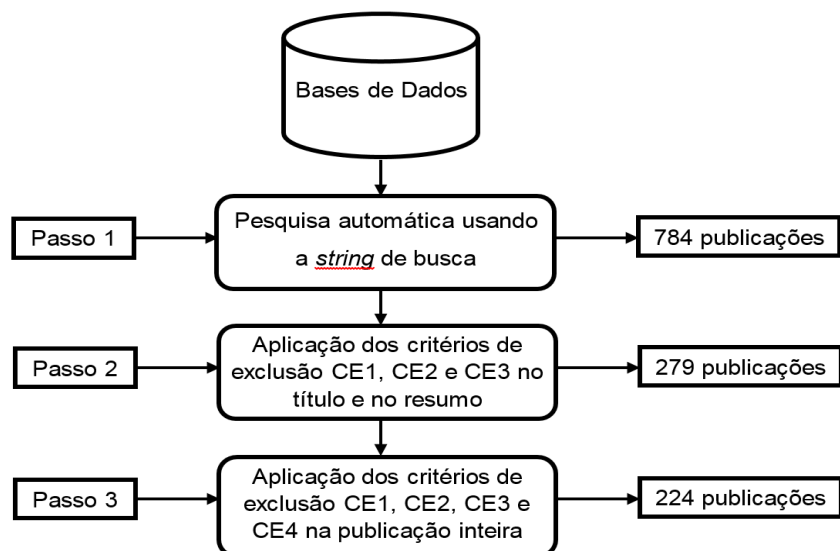 Bases de Dados
Passo 1
Pesquisa automática usando
a string de busca
784 publicações
Passo 2
Aplicação dos critérios de
exclusão CE1, CE2 e CE3 no
título e no resumo
279 publicações
Passo 3
Aplicação dos critérios de
exclusão CE1, CE2, CE3 e
CE4 na publicação inteira
224 publicações